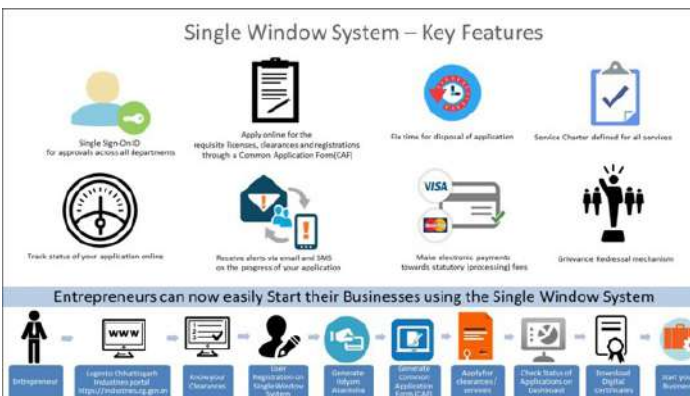 Single Window System – Key Features
Single Sign-On ID
for approvals across all departments
Apply online for the
requisite licenses, clearances and registrations
through a Common Application Form(CAF)
Fix time for disposal of application
Service Charter defined for all services
Track status of your application online
Receive alerts via email and SMS
on the progress of your application
VISA
MasterCard
Make electronic payments
towards statutory (processing) fees
Grievance Redressal mechanism
Entrepreneurs can now easily Start their Businesses using the Single Window System
WWW
Entrepreneur
Login to Chhattisgarh
Industries portal
https://industries.cg.gov.in
Know your
Clearances
User
Registration on
Single Window
System
Generate
Udyam
Aakansha
Generate
Common
Application
Form (CAF)
Apply for
clearances /
services
Check Status of
Applications on
Dashboard
Download
Digital
Certificates
Start your
Business